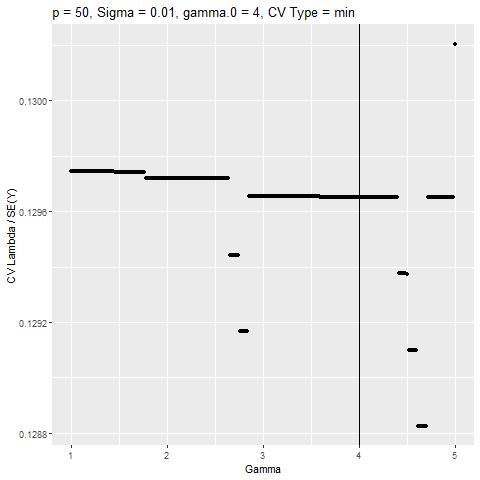 p = 50, Sigma = 0.01, gamma.0 = 4, CV Type = min
CV Lambda / SE(Y)
0.1300
0.1296
0.1292
0.1288
1 2 3 4 5
Gamma